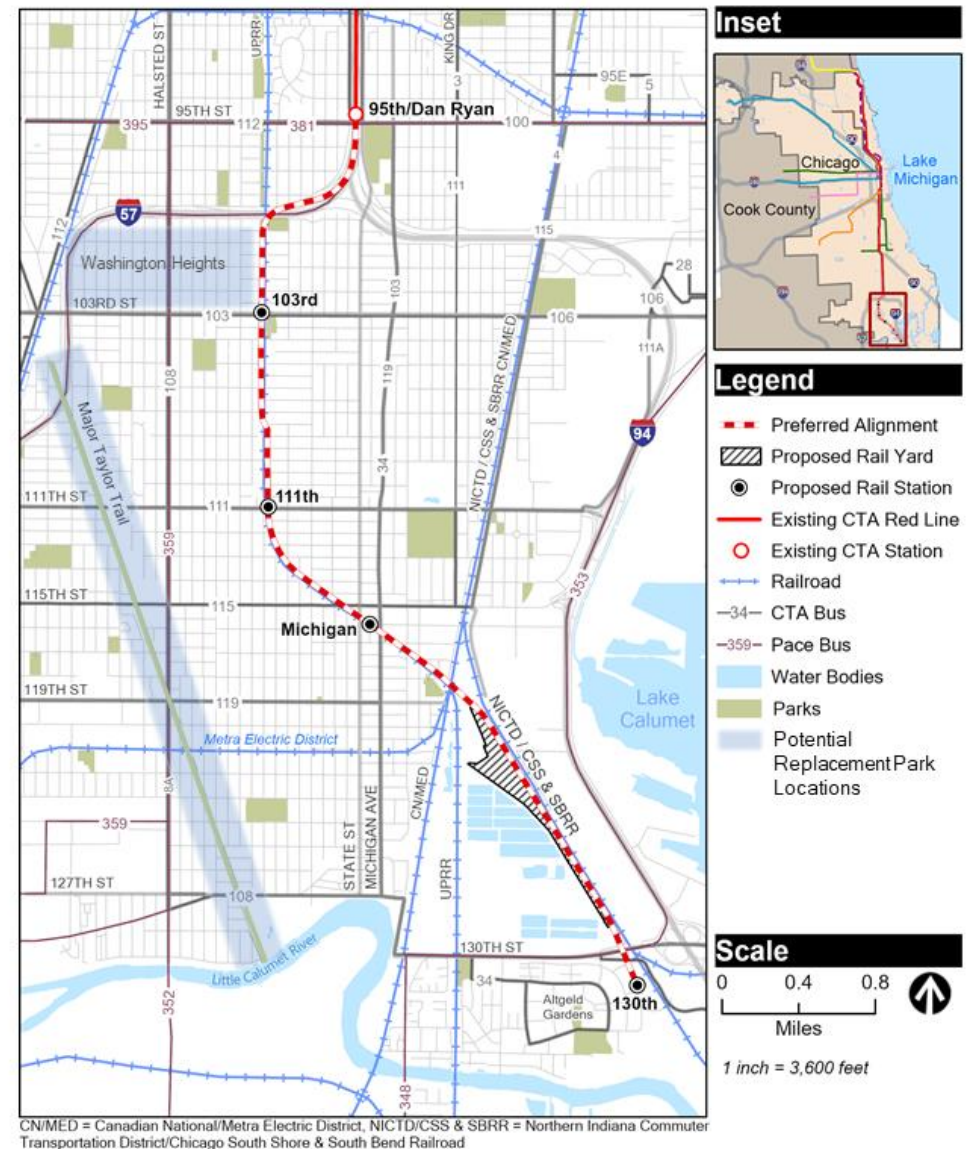 HALSTED ST
UPRR
KING DR
3
95E
5
95TH ST
395
112
381
95th/Dan Ryan
100
4
111
57
112
111
108
115
Washington Heights
103RD ST
103
103rd
103
106
28
106
111A
119
108
NICTD / CSS & SBRR CN/MED
94
Major Taylor Trail
34
111TH ST
111
111th
359
353
115TH ST
115
Michigan
119TH ST
119
Lake
Calumet
Metra Electric District
NICTD / CSS & SBRR
8A
CN/MED
359
STATE ST
MICHIGAN AVE
UPRR
127TH ST
108
130TH ST
Little Calumet River
34
Altgeld
Gardens
130th
352
348
CN/MED = Canadian National/Metra Electric District, NICTD/CSS & SBRR = Northern Indiana Commuter
Transportation District/Chicago South Shore & South Bend Railroad
Inset
Chicago
Lake
Michigan
Cook County
Legend
Preferred Alignment
Proposed Rail Yard
Proposed Rail Station
Existing CTA Red Line
Existing CTA Station
Railroad
34 CTA Bus
359 Pace Bus
Water Bodies
Parks
Potential
Replacement Park
Locations
Scale
0 0.4 0.8
Miles
1 inch = 3,600 feet